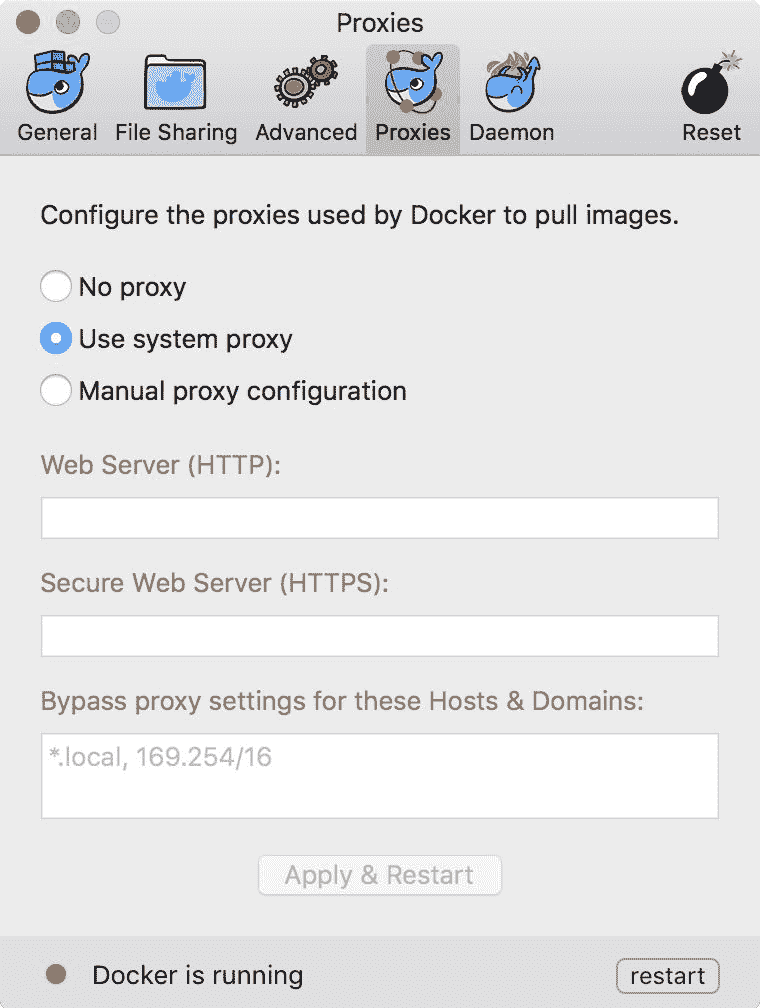 Proxies
General
File Sharing
Advanced
Proxies
Daemon
Reset
Configure the proxies used by Docker to pull images.
No proxy
Use system proxy
Manual proxy configuration
Web Server (HTTP):
Secure Web Server (HTTPS):
Bypass proxy settings for these Hosts & Domains:
*.local, 169.254/16
Apply & Restart
Docker is running
restart